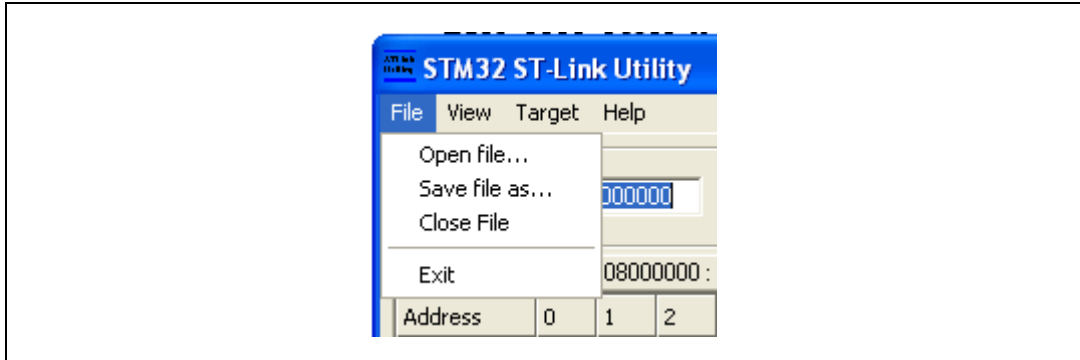 STM32 ST-Link Utility
File View Target Help
Open file...
Save file as...
000000
Close File
Exit
08000000 :
Address 0 1 2